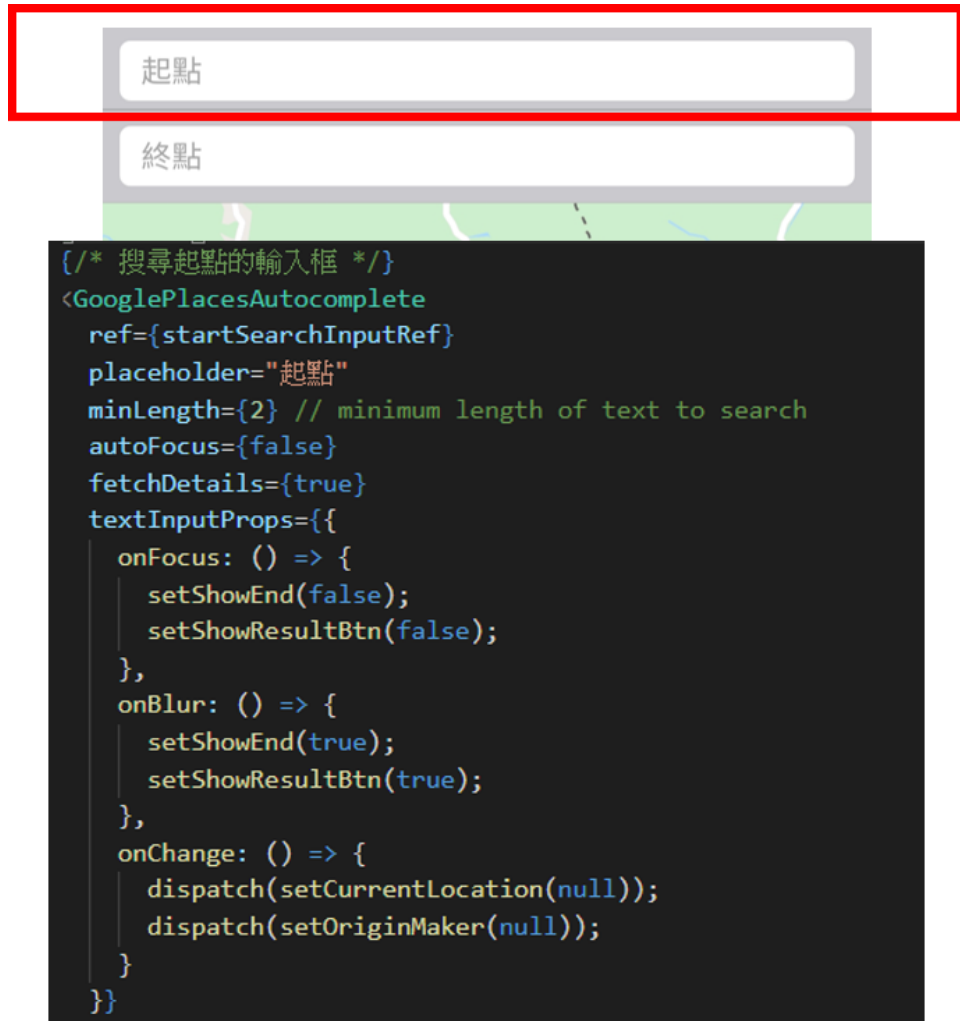 起點
終點
{/* 搜尋起點的輸入框 */}
<GooglePlacesAutocomplete
  ref={startSearchInputRef}
  placeholder="起點"
  minLength={2} // minimum length of text to search
  autoFocus={false}
  fetchDetails={true}
  textInputProps={{
    onFocus: () => {
      setShowEnd(false);
      setShowResultBtn(false);
    },
    onBlur: () => {
      setShowEnd(true);
      setShowResultBtn(true);
    },
    onChange: () => {
      dispatch(setCurrentLocation(null));
      dispatch(setOriginMaker(null));
    }
  }}